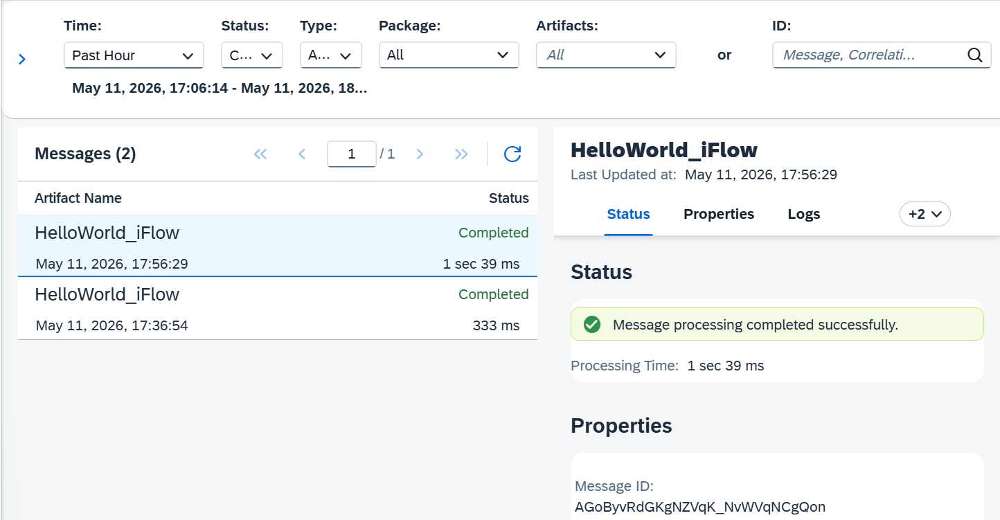 Time: Status: Type: Package: Artifacts: ID:
Past Hour C... A... All All or Message, Correlati...
May 11, 2026, 17:06:14 - May 11, 2026, 18...
Messages (2) 1 / 1
Artifact Name Status
HelloWorld_iFlow Completed
May 11, 2026, 17:56:29 1 sec 39 ms
HelloWorld_iFlow Completed
May 11, 2026, 17:36:54 333 ms
HelloWorld_iFlow
Last Updated at: May 11, 2026, 17:56:29
Status Properties Logs +2
Status
Message processing completed successfully.
Processing Time: 1 sec 39 ms
Properties
Message ID:
AGoByvRdGKgNZVqK_NvWVqNCgQon